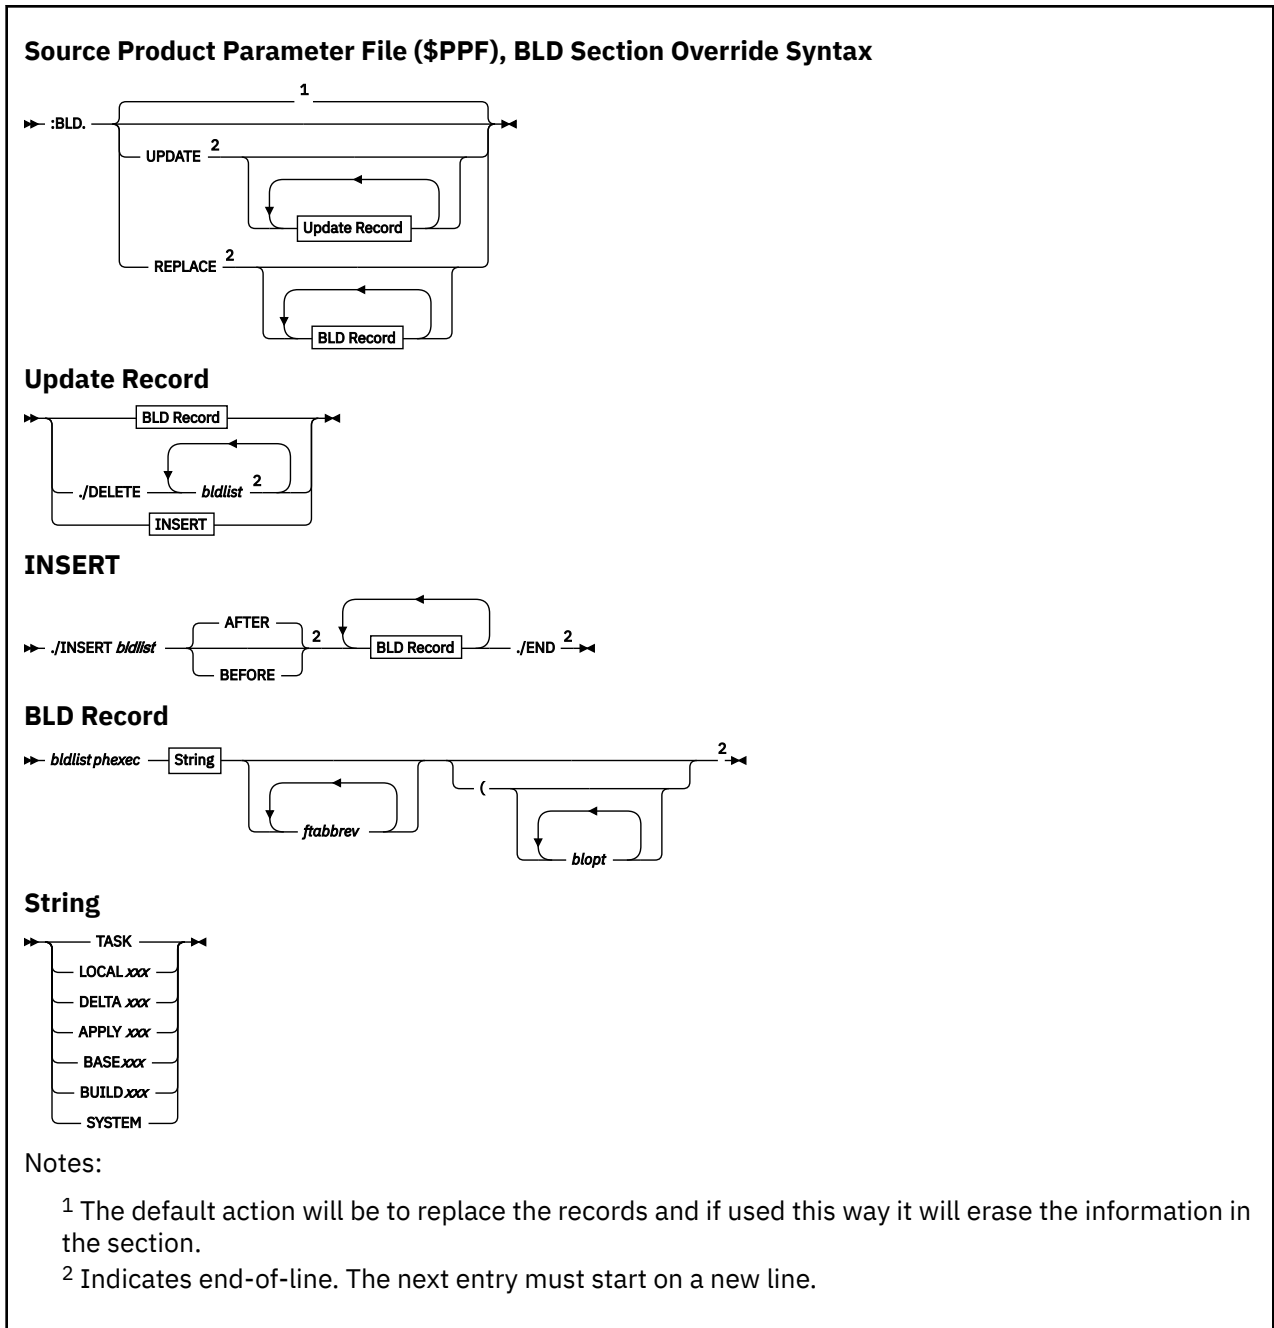 Source Product Parameter File ($PPF), BLD Section Override Syntax
1
:BLD.
UPDATE 2
Update Record
REPLACE 2
BLD Record
Update Record
BLD Record
./DELETE bldlist 2
INSERT
INSERT
AFTER
./INSERT bldlist 2 BLD Record ./END 2
BEFORE
BLD Record
bldlist phexec String 2
(
ftabbrev
blopt
String
TASK
LOCAL xxx
DELTA xxx
APPLY xxx
BASE xxx
BUILD xxx
SYSTEM
Notes:
1 The default action will be to replace the records and if used this way it will erase the information in
the section.
2 Indicates end-of-line. The next entry must start on a new line.